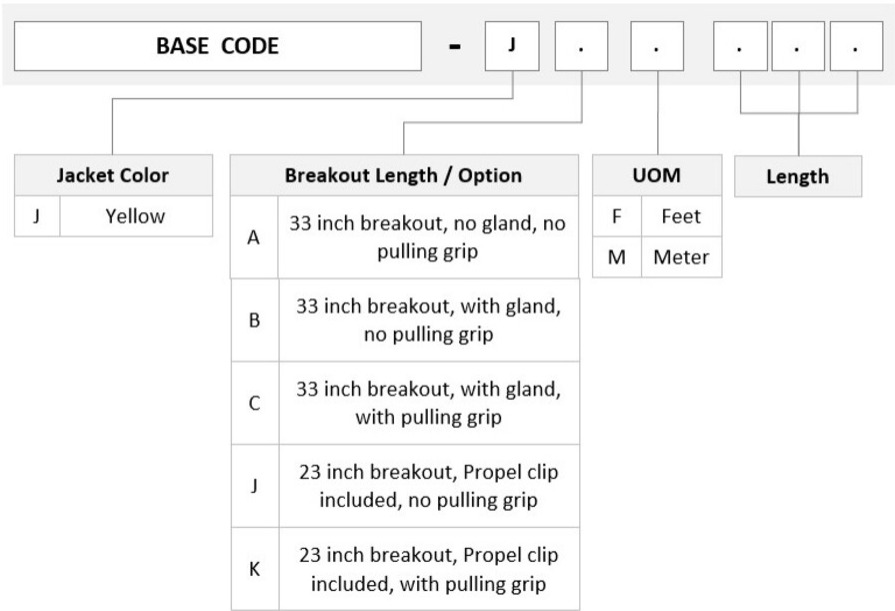 BASE CODE - J . . . . .
Jacket Color
J Yellow
Breakout Length / Option
A 33 inch breakout, no gland, no
pulling grip
B 33 inch breakout, with gland,
no pulling grip
C 33 inch breakout, with gland,
with pulling grip
J 23 inch breakout, Propel clip
included, no pulling grip
K 23 inch breakout, Propel clip
included, with pulling grip
UOM
F Feet
M Meter
Length